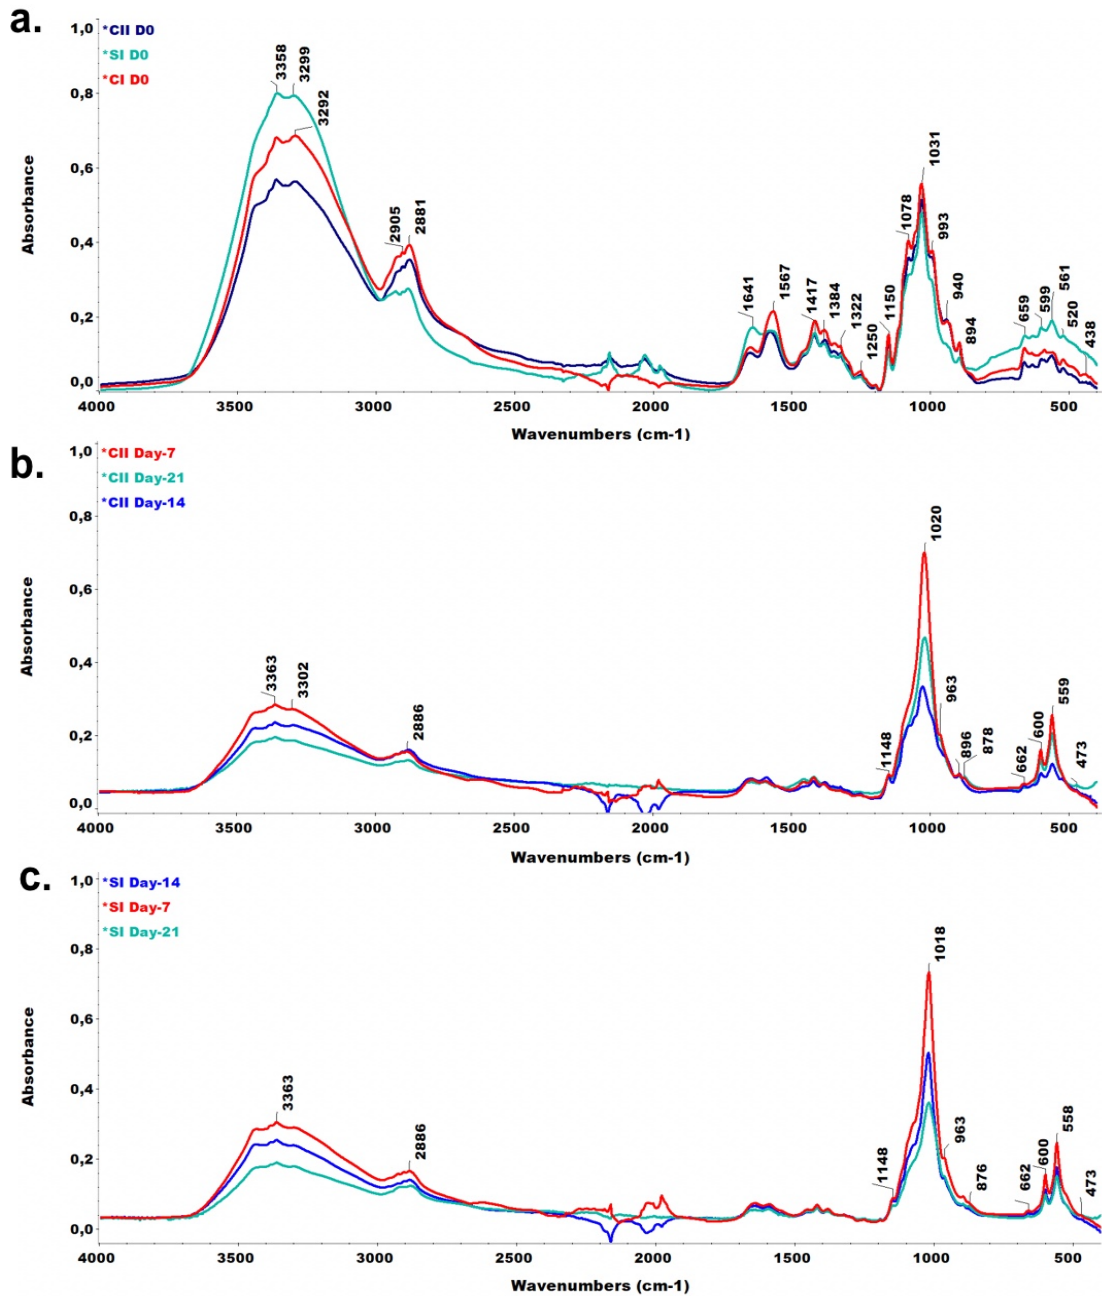 a.
1,0
*CII D0
*SI D0
*CI D0
0,8
0,6
0,4
0,2
0,0
Absorbance
3358
3299
3292
2905
2881
1641
1567
1417
1384
1322
1250
1150
1078
1031
993
940
894
659
599
561
520
438
4000 3500 3000 2500 2000 1500 1000 500
Wavenumbers (cm-1)
b.
1,0
*CII Day-7
*CII Day-21
*CII Day-14
0,8
0,6
0,4
0,2
0,0
Absorbance
3363
3302
2886
1148
1020
963
896
878
662
600
559
473
4000 3500 3000 2500 2000 1500 1000 500
Wavenumbers (cm-1)
c.
1,0
*SI Day-14
*SI Day-7
*SI Day-21
0,8
0,6
0,4
0,2
0,0
Absorbance
3363
2886
1148
1018
963
876
662
600
558
473
4000 3500 3000 2500 2000 1500 1000 500
Wavenumbers (cm-1)